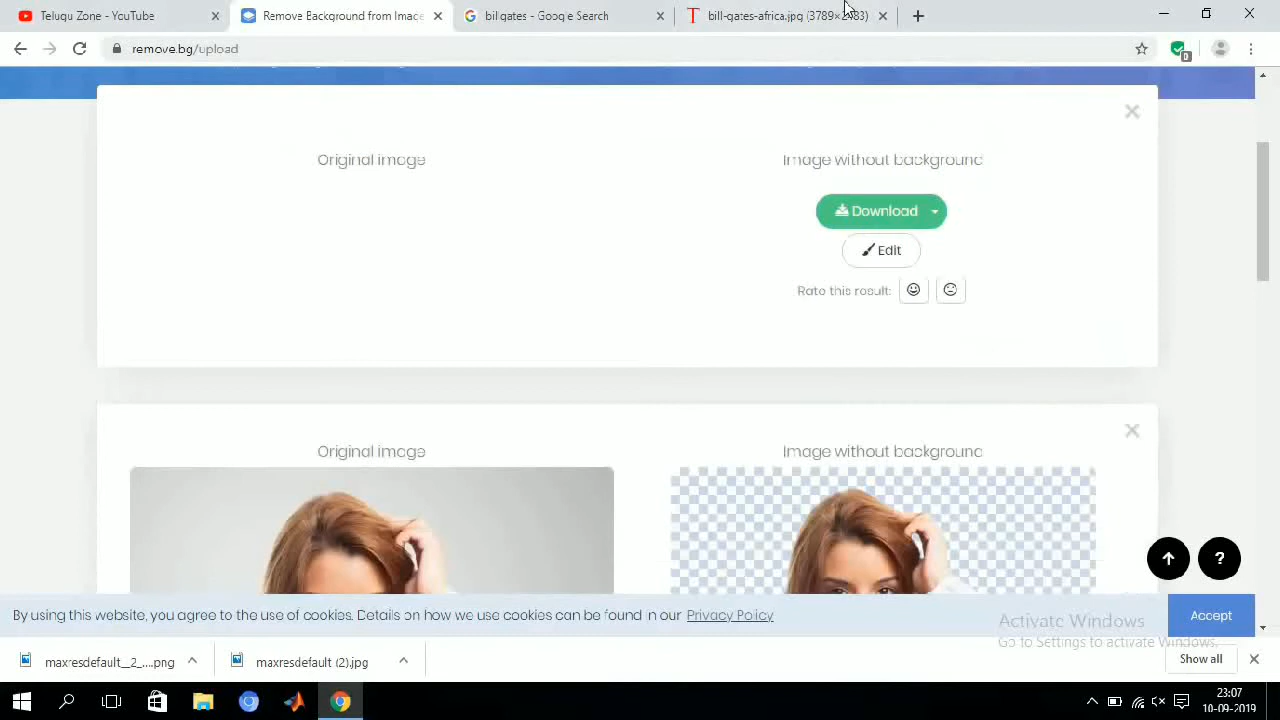 Telugu Zone - YouTube
Remove Background from Image
bill gates - Google Search
bill-gates-africa.jpg (3789×
remove.bg/upload
Original image
Image without background
Download
Edit
Rate this result:
Original image
Image without background
By using this website, you agree to the use of cookies. Details on how we use cookies can be found in our Privacy Policy
Accept
Activate Windows
Go to Settings to activate Windows.
maxresdefault__2_....png
maxresdefault (2).jpg
Show all
23:07
10-09-2019